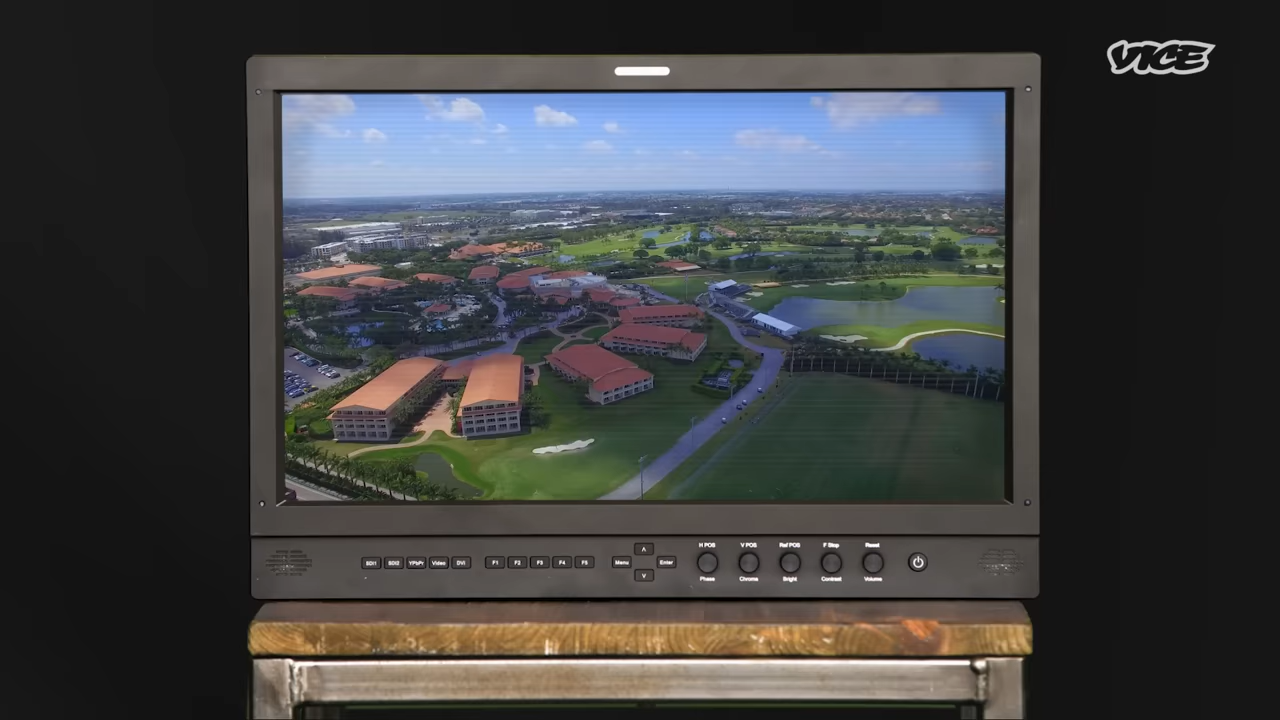 VICE
SDI1 SDI2 YPbPr Video DVI F1 F2 F3 F4 F5 Menu ∧ Enter
∨
H POS V POS Ref POS F Stop Reset
Phase Chroma Bright Contrast Volume